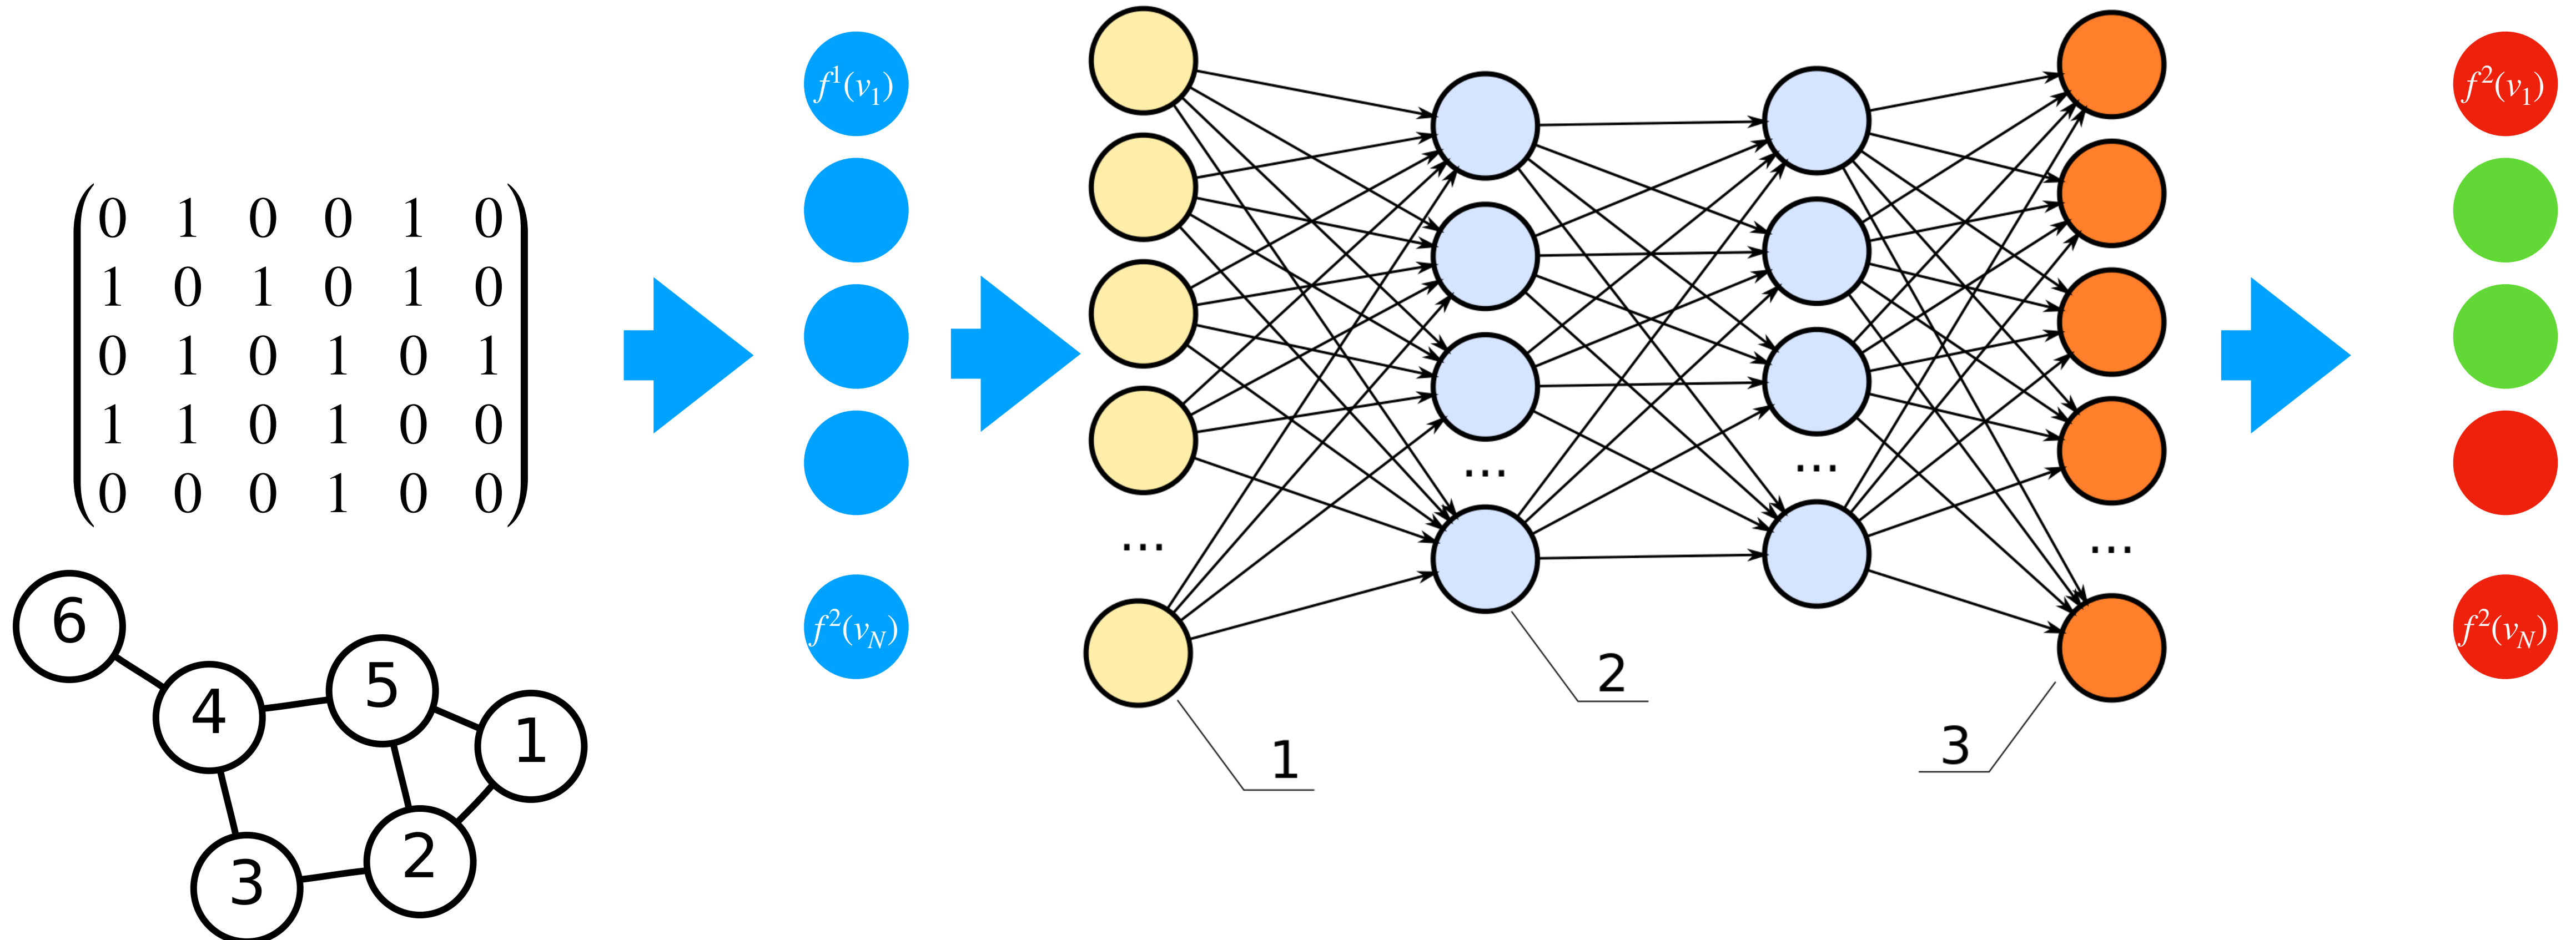 0 1 0 0 1 0
1 0 1 0 1 0
0 1 0 1 0 1
1 1 0 1 0 0
0 0 0 1 0 0
6
4
5
1
3
2
f¹(v₁)
f²(v_N)
...
...
...
...
1
2
3
f²(v₁)
f²(v_N)